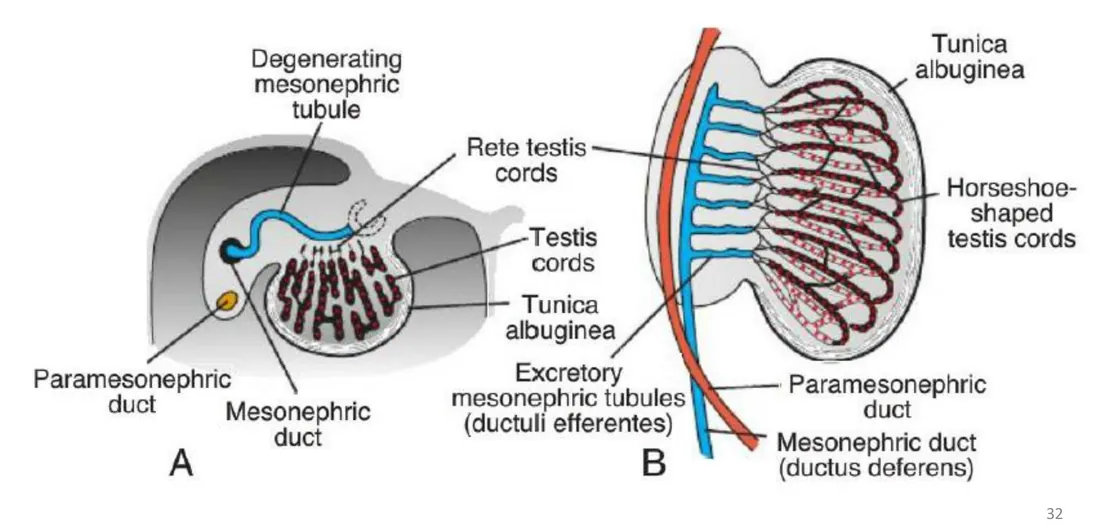 Degenerating
mesonephric
tubule
Rete testis
cords
Testis
cords
Tunica
albuginea
Paramesonephric
duct
Mesonephric
duct
A
Tunica
albuginea
Horseshoe-
shaped
testis cords
Excretory
mesonephric tubules
(ductuli efferentes)
Paramesonephric
duct
Mesonephric duct
(ductus deferens)
B
32